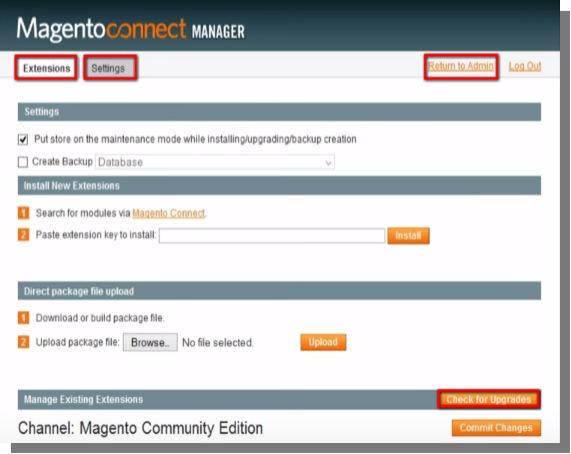 Magentoconnect MANAGER
Extensions Settings Return to Admin Log Out
Settings
Put store on the maintenance mode while installing/upgrading/backup creation
Create Backup Database
Install New Extensions
1 Search for modules via Magento Connect.
2 Paste extension key to install: Install
Direct package file upload
1 Download or build package file.
2 Upload package file: Browse... No file selected. Upload
Manage Existing Extensions Check for Upgrades
Channel: Magento Community Edition Commit Changes